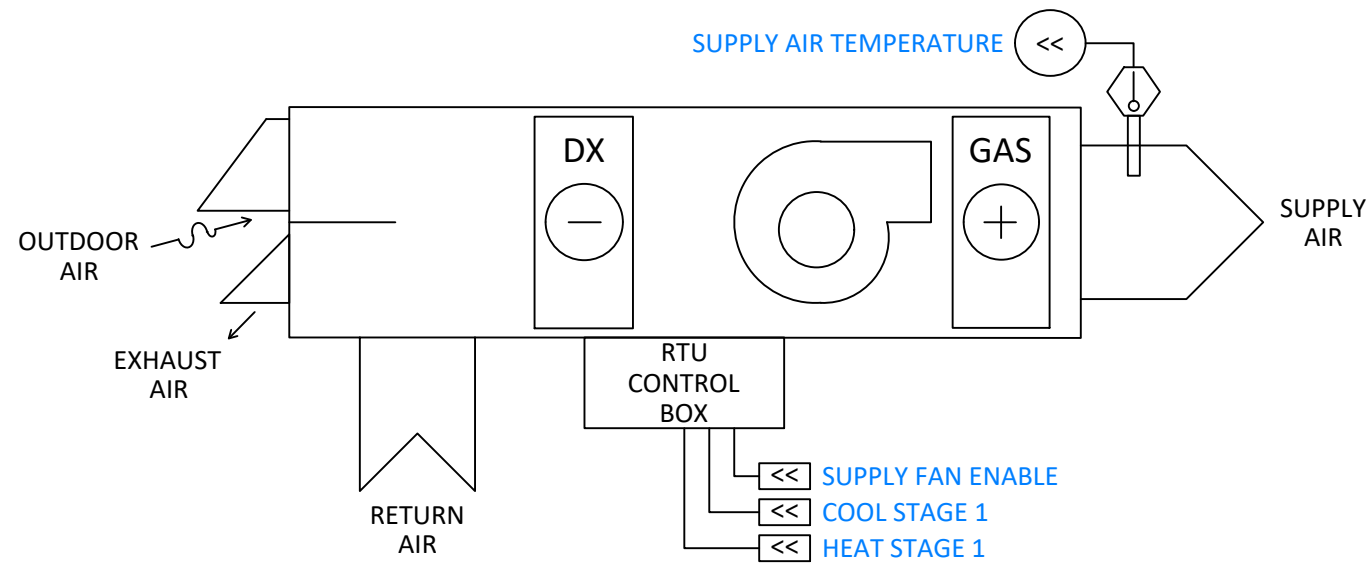 SUPPLY AIR TEMPERATURE <<
DX
GAS
OUTDOOR
AIR
SUPPLY
AIR
EXHAUST
AIR
RTU
CONTROL
BOX
RETURN
AIR
<< SUPPLY FAN ENABLE
<< COOL STAGE 1
<< HEAT STAGE 1